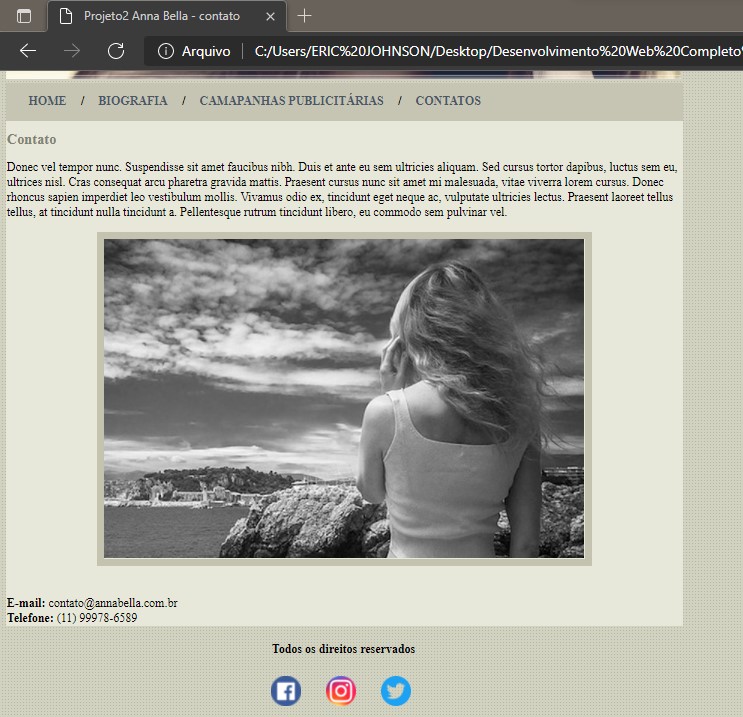 Projeto2 Anna Bella - contato
Arquivo | C:/Users/ERIC%20JOHNSON/Desktop/Desenvolvimento%20Web%20Completo%
HOME / BIOGRAFIA / CAMAPANHAS PUBLICITÁRIAS / CONTATOS
Contato
Donec vel tempor nunc. Suspendisse sit amet faucibus nibh. Duis et ante eu sem ultricies aliquam. Sed cursus tortor dapibus, luctus sem eu,
ultrices nisl. Cras consequat arcu pharetra gravida mattis. Praesent cursus nunc sit amet mi malesuada, vitae viverra lorem cursus. Donec
rhoncus sapien imperdiet leo vestibulum mollis. Vivamus odio ex, tincidunt eget neque ac, vulputate ultricies lectus. Praesent laoreet tellus
tellus, at tincidunt nulla tincidunt a. Pellentesque rutrum tincidunt libero, eu commodo sem pulvinar vel.
E-mail: contato@annabella.com.br
Telefone: (11) 99978-6589
Todos os direitos reservados